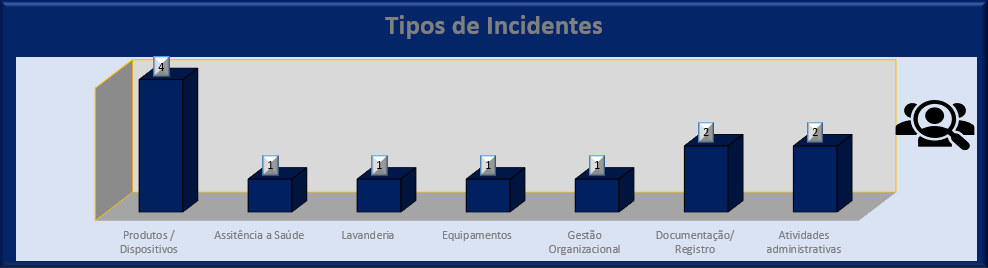 Tipos de Incidentes
4
1
1
1
1
2
2
Produtos /
Dispositivos
Assitência a Saúde
Lavanderia
Equipamentos
Gestão
Organizacional
Documentação/
Registro
Atividades
administrativas